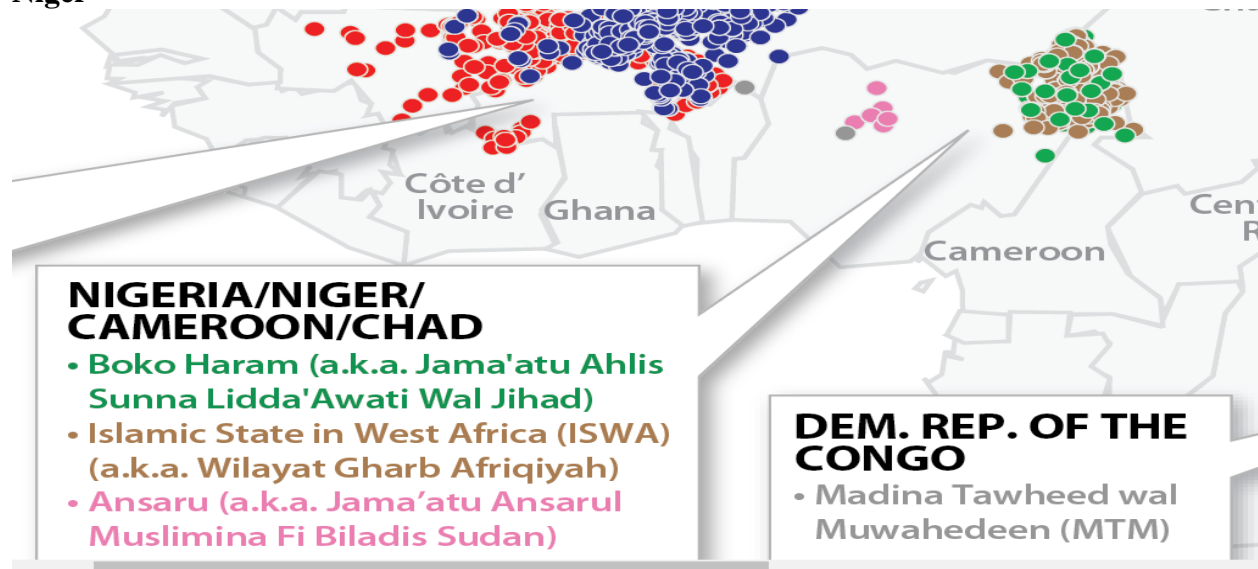 Côte d’
Ivoire
Ghana
Cameroon
NIGERIA/NIGER/
CAMEROON/CHAD
• Boko Haram (a.k.a. Jama'atu Ahlis
Sunna Lidda'Awati Wal Jihad)
• Islamic State in West Africa (ISWA)
(a.k.a. Wilayat Gharb Afriqiyah)
• Ansaru (a.k.a. Jama’atu Ansarul
Muslimina Fi Biladis Sudan)
DEM. REP. OF THE
CONGO
• Madina Tawheed wal
Muwahedeen (MTM)